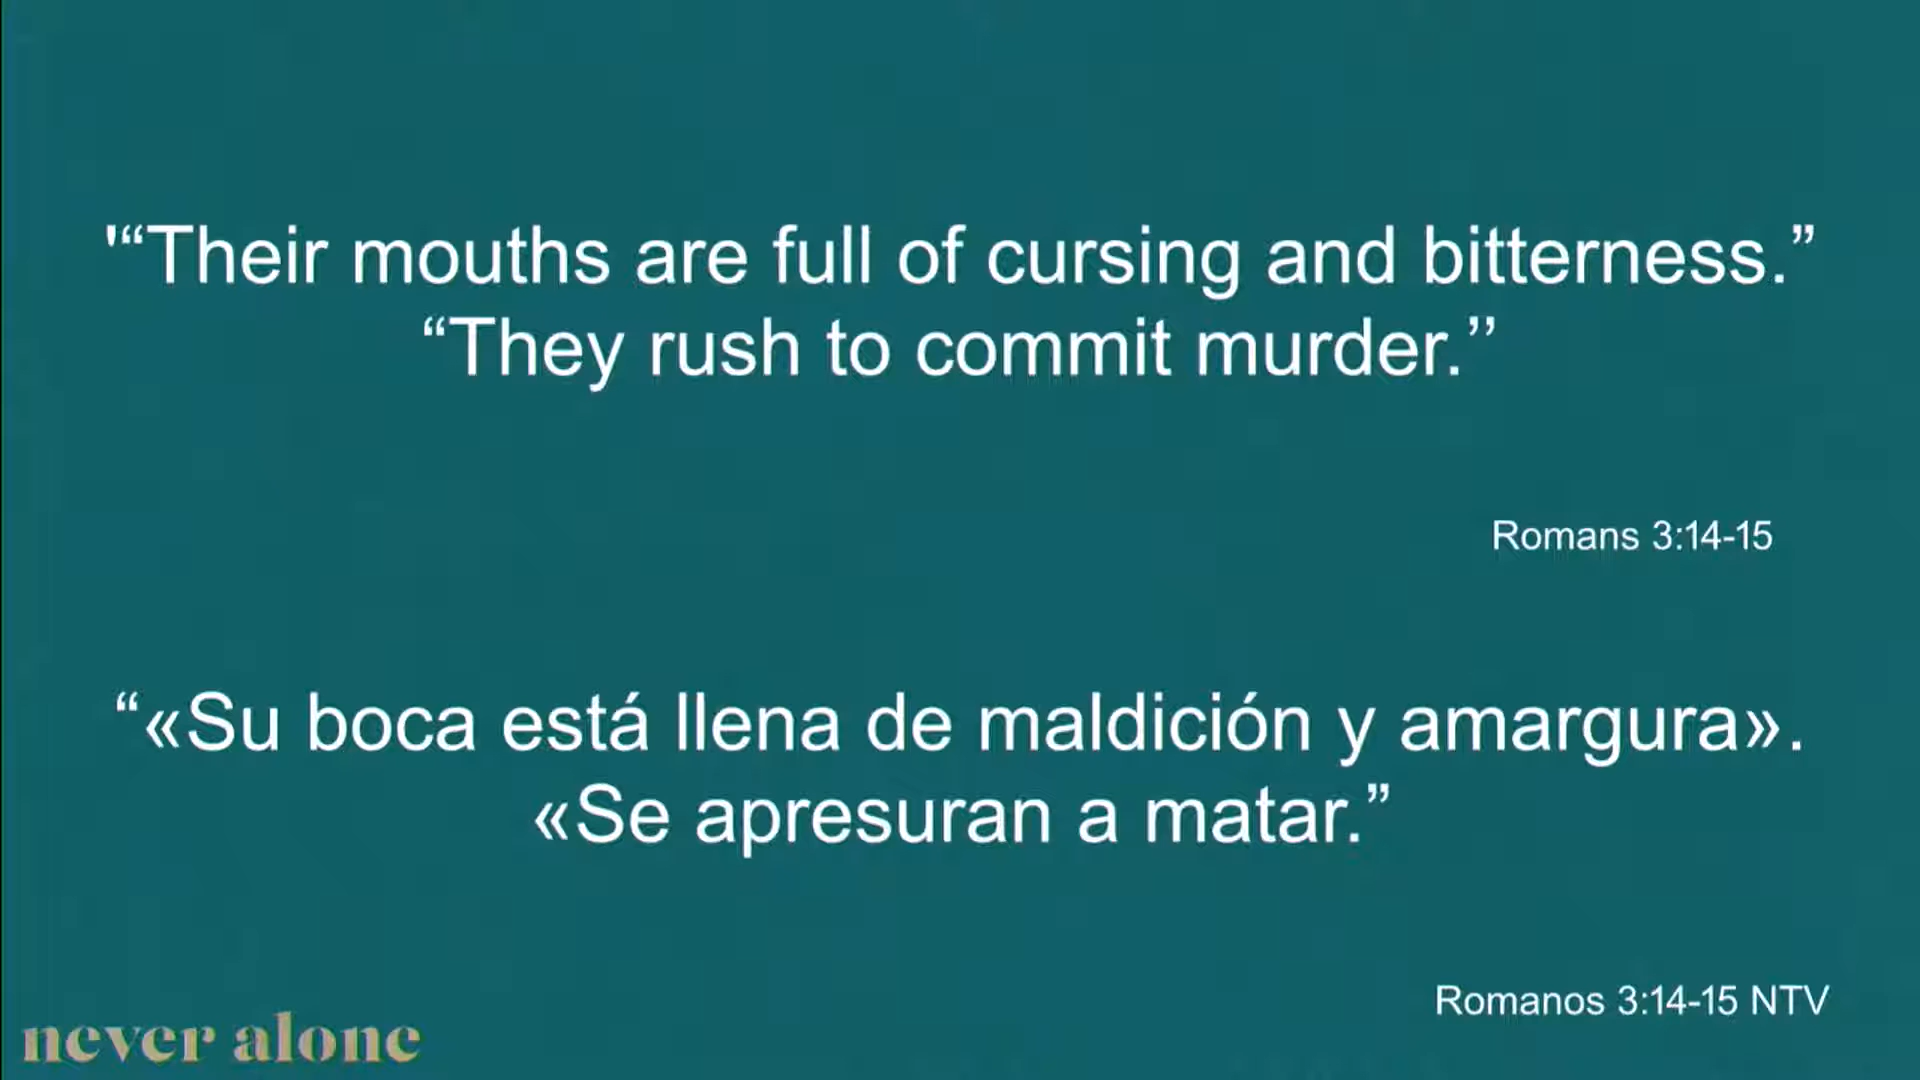 '“Their mouths are full of cursing and bitterness.”
“They rush to commit murder.’’
Romans 3:14-15
“«Su boca está llena de maldición y amargura».
«Se apresuran a matar.”
Romanos 3:14-15 NTV
never alone